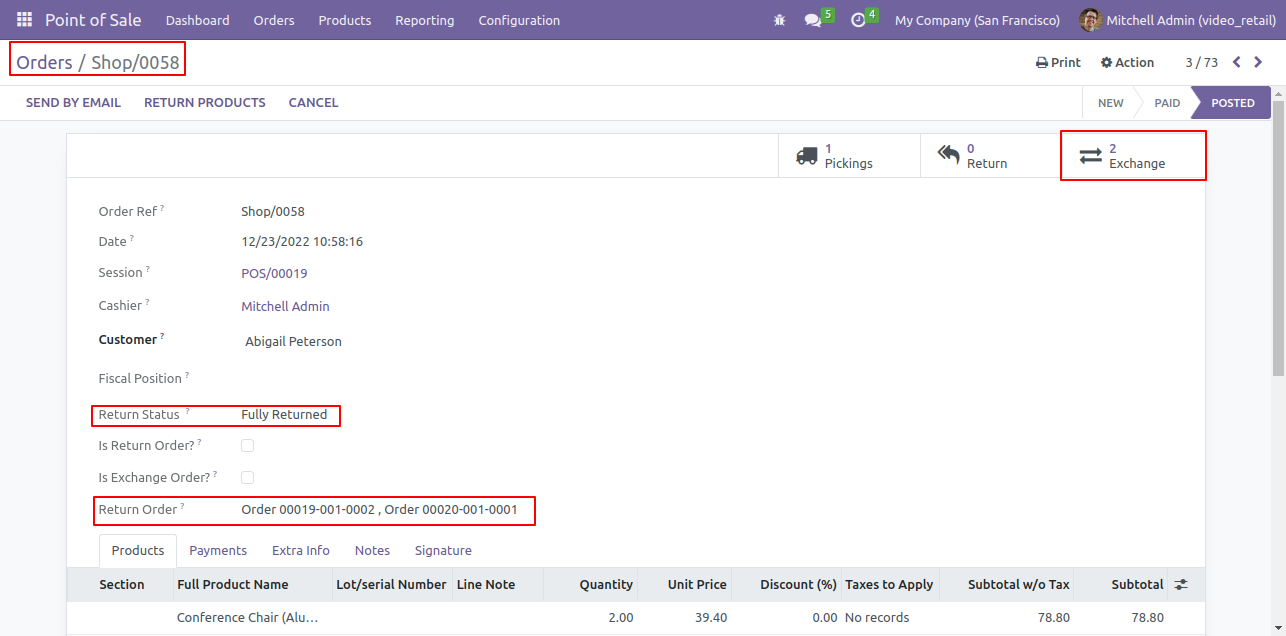 Point of Sale Dashboard Orders Products Reporting Configuration 5 4 My Company (San Francisco) Mitchell Admin (video_retail)
Orders / Shop/0058 Print Action 3 / 73
SEND BY EMAIL RETURN PRODUCTS CANCEL NEW PAID POSTED
1 Pickings 0 Return 2 Exchange
Order Ref ? Shop/0058
Date ? 12/23/2022 10:58:16
Session ? POS/00019
Cashier ? Mitchell Admin
Customer ? Abigail Peterson
Fiscal Position ?
Return Status ? Fully Returned
Is Return Order? ?
Is Exchange Order? ?
Return Order ? Order 00019-001-0002 , Order 00020-001-0001
Products Payments Extra Info Notes Signature
Section Full Product Name Lot/serial Number Line Note Quantity Unit Price Discount (%) Taxes to Apply Subtotal w/o Tax Subtotal
Conference Chair (Alu... 2.00 39.40 0.00 No records 78.80 78.80